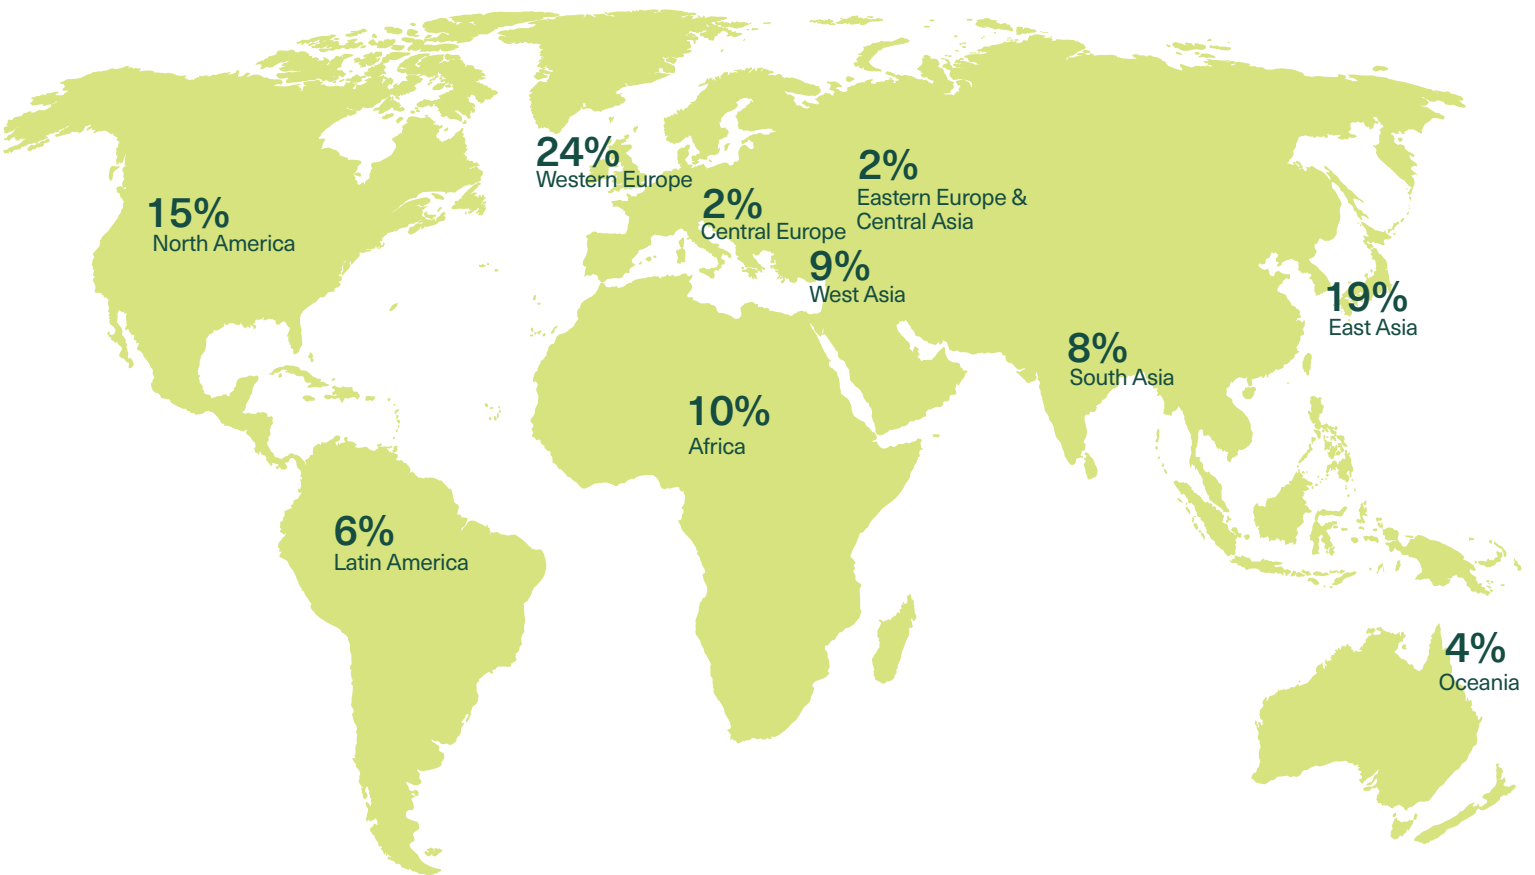 24%
Western Europe
2%
Eastern Europe &
Central Asia
15%
North America
2%
Central Europe
9%
West Asia
19%
East Asia
8%
South Asia
10%
Africa
6%
Latin America
4%
Oceania